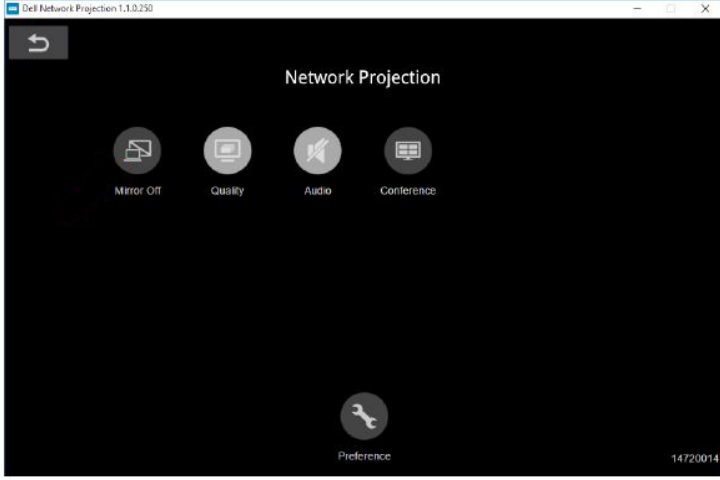 Dell Network Projection 1.1.0.250
Network Projection
Mirror Off
Quality
Audio
Conference
Preference
14720014